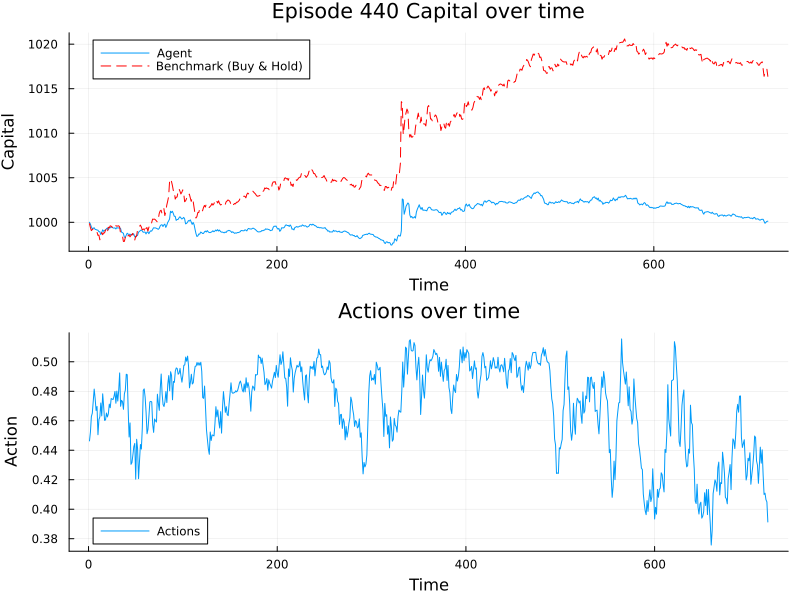 Episode 440 Capital over time
Agent
Benchmark (Buy & Hold)
1020
1015
1010
1005
1000
Capital
0
200
400
600
Time
Actions over time
0.50
0.48
0.46
0.44
0.42
0.40
0.38
Action
Actions
0
200
400
600
Time